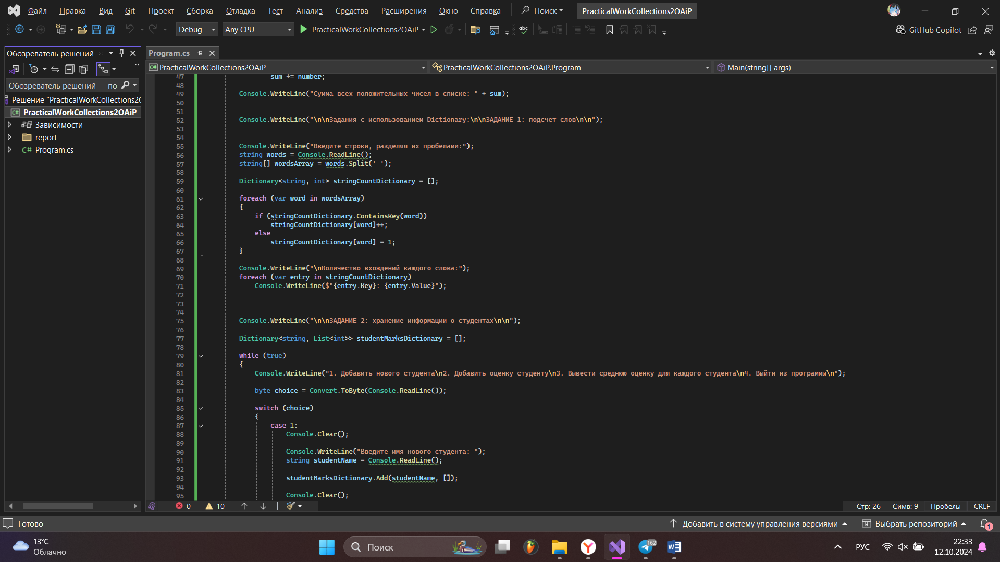 Файл Правка Вид Git Проект Сборка Отладка Тест Анализ Средства Расширения Окно Справка Поиск PracticalWorkCollections2OAiP
Debug Any CPU PracticalWorkCollections2OAiP GitHub Copilot
Обозреватель решений
Обозреватель решений — по
Решение "PracticalWorkCollections2
PracticalWorkCollections2OAiP
Зависимости
report
Program.cs
Program.cs
PracticalWorkCollections2OAiP PracticalWorkCollections2OAiP.Program Main(string[] args)
47 sum += number;
48
49 Console.WriteLine("Сумма всех положительных чисел в списке: " + sum);
50
51
52 Console.WriteLine("\n\nЗадания с использованием Dictionary:\n\nЗАДАНИЕ 1: подсчет слов\n\n");
53
54
55 Console.WriteLine("Введите строки, разделяя их пробелами:");
56 string words = Console.ReadLine();
57 string[] wordsArray = words.Split(' ');
58
59 Dictionary<string, int> stringCountDictionary = [];
60
61 foreach (var word in wordsArray)
62 {
63 if (stringCountDictionary.ContainsKey(word))
64 stringCountDictionary[word]++;
65 else
66 stringCountDictionary[word] = 1;
67 }
68
69 Console.WriteLine("\nКоличество вхождений каждого слова:");
70 foreach (var entry in stringCountDictionary)
71 Console.WriteLine($"{entry.Key}: {entry.Value}");
72
73
74
75 Console.WriteLine("\n\nЗАДАНИЕ 2: хранение информации о студентах\n\n");
76
77 Dictionary<string, List<int>> studentMarksDictionary = [];
78
79 while (true)
80 {
81 Console.WriteLine("1. Добавить нового студента\n2. Добавить оценку студенту\n3. Вывести среднюю оценку для каждого студента\n4. Выйти из программы\n");
82
83 byte choice = Convert.ToByte(Console.ReadLine());
84
85 switch (choice)
86 {
87 case 1:
88 Console.Clear();
89
90 Console.WriteLine("Введите имя нового студента: ");
91 string studentName = Console.ReadLine();
92
93 studentMarksDictionary.Add(studentName, []);
94
95 Console.Clear();
0 10 Стр: 26 Симв: 9 Пробелы CRLF
Готово Добавить в систему управления версиями Выбрать репозиторий 1
13°C
Облачно
Поиск
162
РУС
22:33
12.10.2024